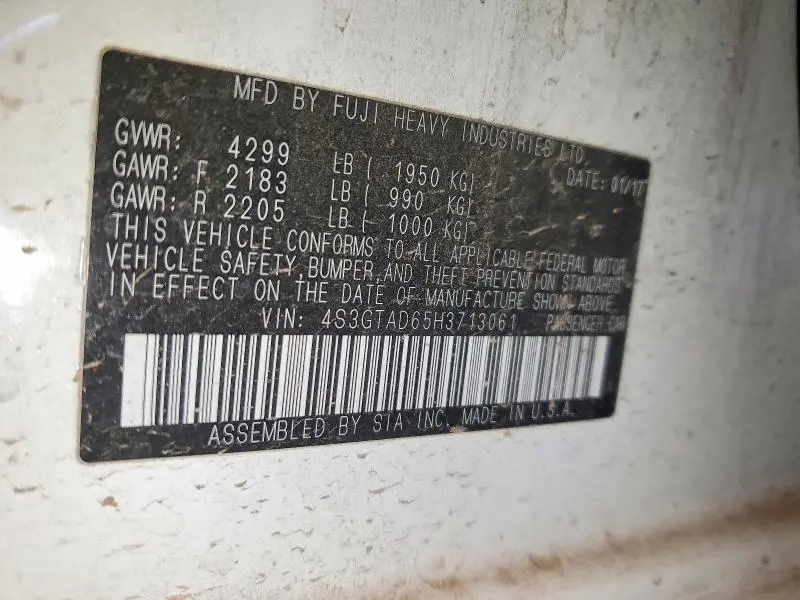 MFD BY FUJI HEAVY INDUSTRIES LTD.
GVWR: 4299 LB ( 1950 KG) DATE: 01/17
GAWR: F 2183 LB ( 990 KG)
GAWR: R 2205 LB ( 1000 KG)
THIS VEHICLE CONFORMS TO ALL APPLICABLE FEDERAL MOTOR
VEHICLE SAFETY, BUMPER, AND THEFT PREVENTION STANDARDS
IN EFFECT ON THE DATE OF MANUFACTURE SHOWN ABOVE.
VIN: 4S3GTAD65H3713061 PASSENGER CAR
ASSEMBLED BY SIA INC. MADE IN U.S.A.